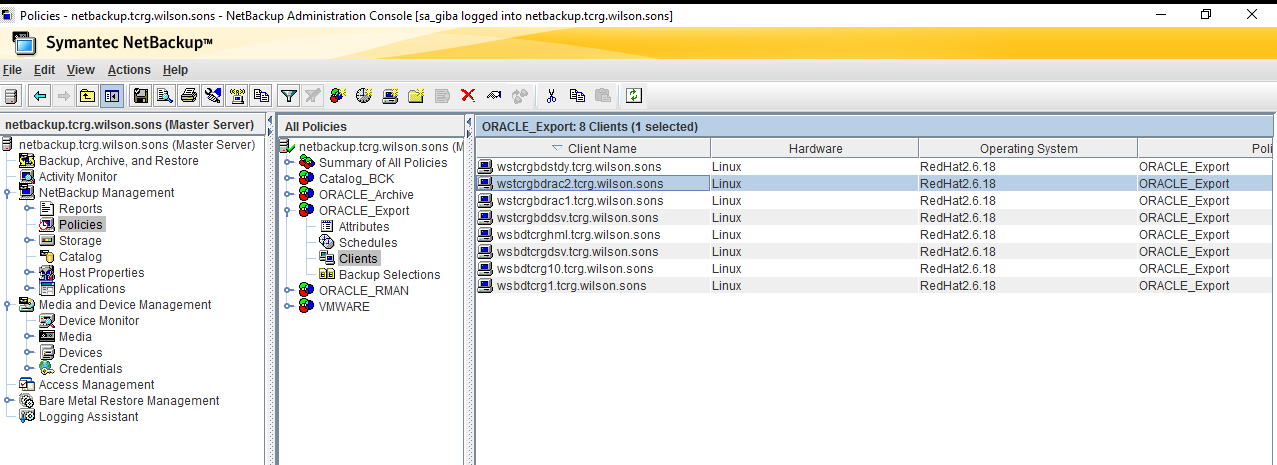 Policies - netbackup.tcrg.wilson.sons - NetBackup Administration Console [sa_giba logged into netbackup.tcrg.wilson.sons]
Symantec NetBackup™
File Edit View Actions Help
netbackup.tcrg.wilson.sons (Master Server)
netbackup.tcrg.wilson.sons (Master Server)
Backup, Archive, and Restore
Activity Monitor
NetBackup Management
Reports
Policies
Storage
Catalog
Host Properties
Applications
Media and Device Management
Device Monitor
Media
Devices
Credentials
Access Management
Bare Metal Restore Management
Logging Assistant
All Policies
netbackup.tcrg.wilson.sons (M
Summary of All Policies
Catalog_BCK
ORACLE_Archive
ORACLE_Export
Attributes
Schedules
Clients
Backup Selections
ORACLE_RMAN
VMWARE
ORACLE_Export: 8 Clients (1 selected)
Client Name Hardware Operating System Poli
wstcrgbdstdy.tcrg.wilson.sons Linux RedHat2.6.18 ORACLE_Export
wstcrgbdrac2.tcrg.wilson.sons Linux RedHat2.6.18 ORACLE_Export
wstcrgbdrac1.tcrg.wilson.sons Linux RedHat2.6.18 ORACLE_Export
wstcrgbddsv.tcrg.wilson.sons Linux RedHat2.6.18 ORACLE_Export
wsbdtcrghml.tcrg.wilson.sons Linux RedHat2.6.18 ORACLE_Export
wsbdtcrgdsv.tcrg.wilson.sons Linux RedHat2.6.18 ORACLE_Export
wsbdtcrg10.tcrg.wilson.sons Linux RedHat2.6.18 ORACLE_Export
wsbdtcrg1.tcrg.wilson.sons Linux RedHat2.6.18 ORACLE_Export